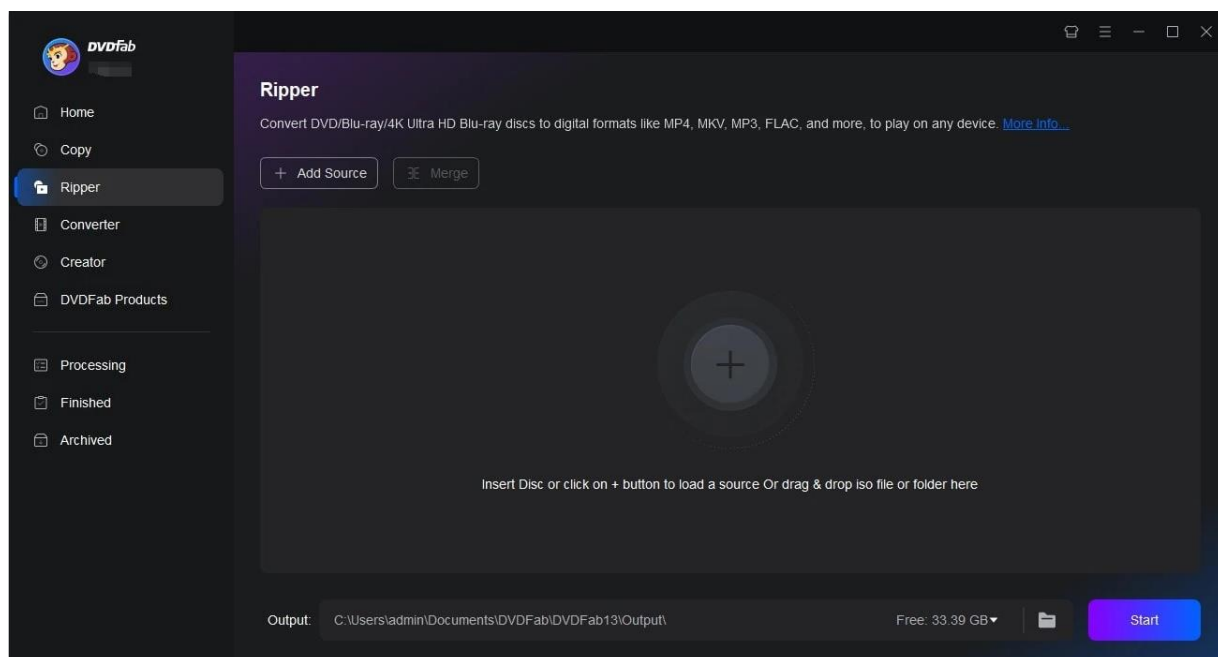 DVDFab
Home
Copy
Ripper
Converter
Creator
DVDFab Products
Processing
Finished
Archived
Ripper
Convert DVD/Blu-ray/4K Ultra HD Blu-ray discs to digital formats like MP4, MKV, MP3, FLAC, and more, to play on any device. More Info...
+ Add Source
Merge
Insert Disc or click on + button to load a source Or drag & drop iso file or folder here
Output: C:\Users\admin\Documents\DVDFab\DVDFab13\Output\ Free: 33.39 GB
Start